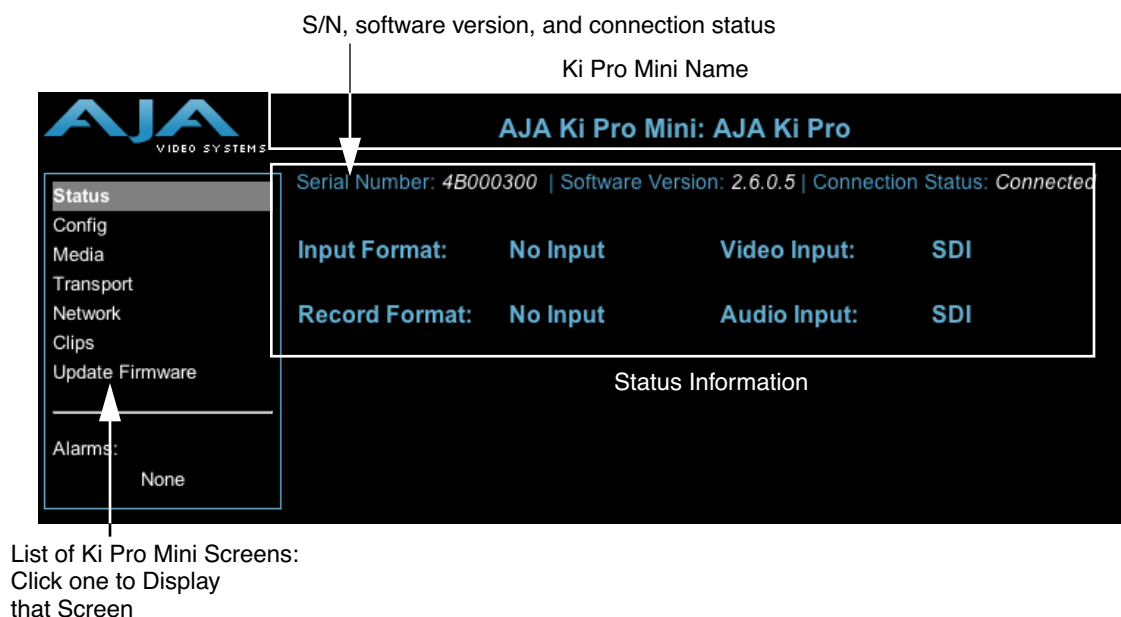 S/N, software version, and connection status
Ki Pro Mini Name
AJA
VIDEO SYSTEMS
AJA Ki Pro Mini: AJA Ki Pro
Serial Number: 4B000300 | Software Version: 2.6.0.5 | Connection Status: Connected
Status
Config
Media
Transport
Network
Clips
Update Firmware
Alarms:
None
Input Format: No Input Video Input: SDI
Record Format: No Input Audio Input: SDI
Status Information
List of Ki Pro Mini Screens:
Click one to Display
that Screen